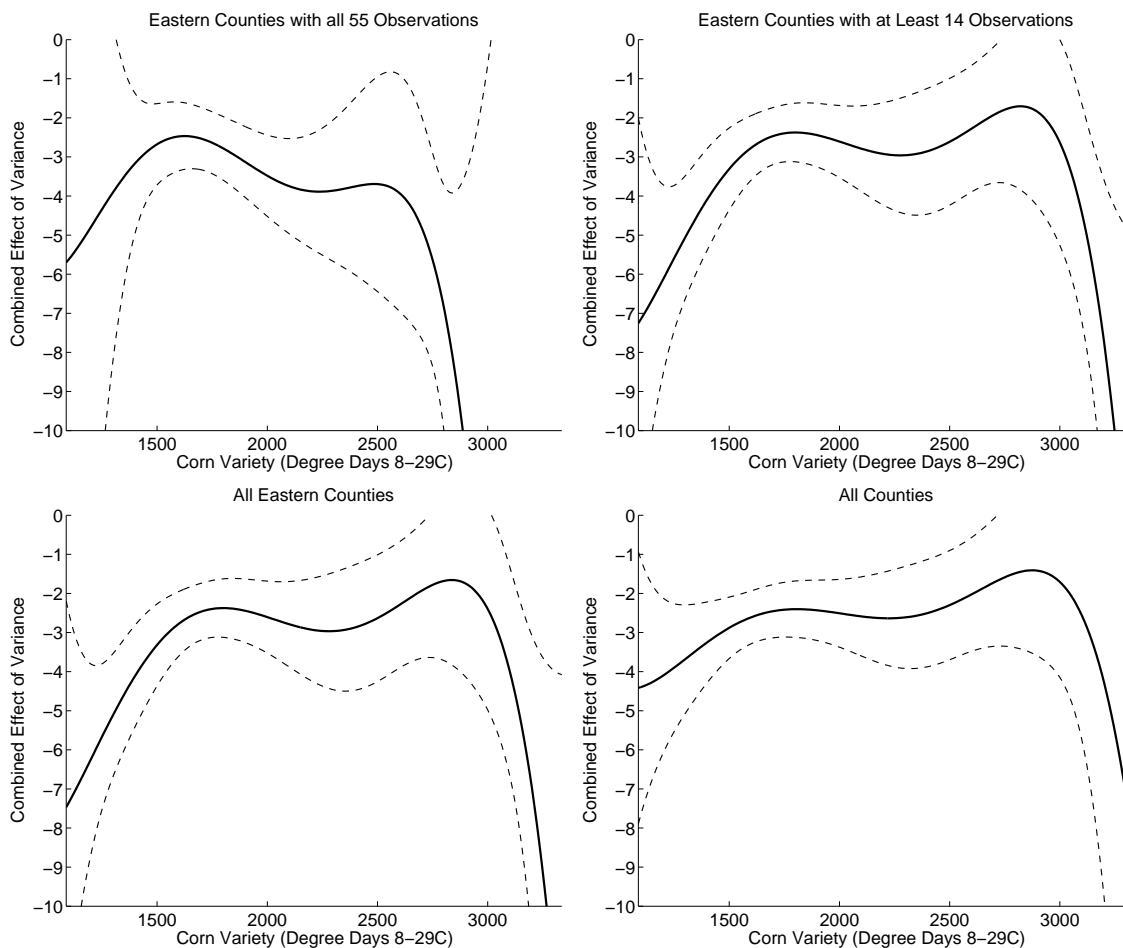 Eastern Counties with all 55 Observations
0
−1
−2
−3
−4
−5
−6
−7
−8
−9
−10
Combined Effect of Variance
1500 2000 2500 3000
Corn Variety (Degree Days 8−29C)
Eastern Counties with at Least 14 Observations
0
−1
−2
−3
−4
−5
−6
−7
−8
−9
−10
Combined Effect of Variance
1500 2000 2500 3000
Corn Variety (Degree Days 8−29C)
All Eastern Counties
0
−1
−2
−3
−4
−5
−6
−7
−8
−9
−10
Combined Effect of Variance
1500 2000 2500 3000
Corn Variety (Degree Days 8−29C)
All Counties
0
−1
−2
−3
−4
−5
−6
−7
−8
−9
−10
Combined Effect of Variance
1500 2000 2500 3000
Corn Variety (Degree Days 8−29C)